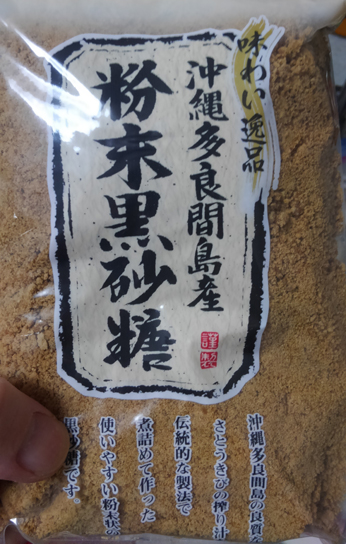 味わい逸品
沖縄多良間島産
粉末黒砂糖
謹製
沖縄多良間島の良質な
さとうきびの搾り汁
伝統的な製法で
煮詰めて作った
使いやすい粉末状の
黒砂糖です。